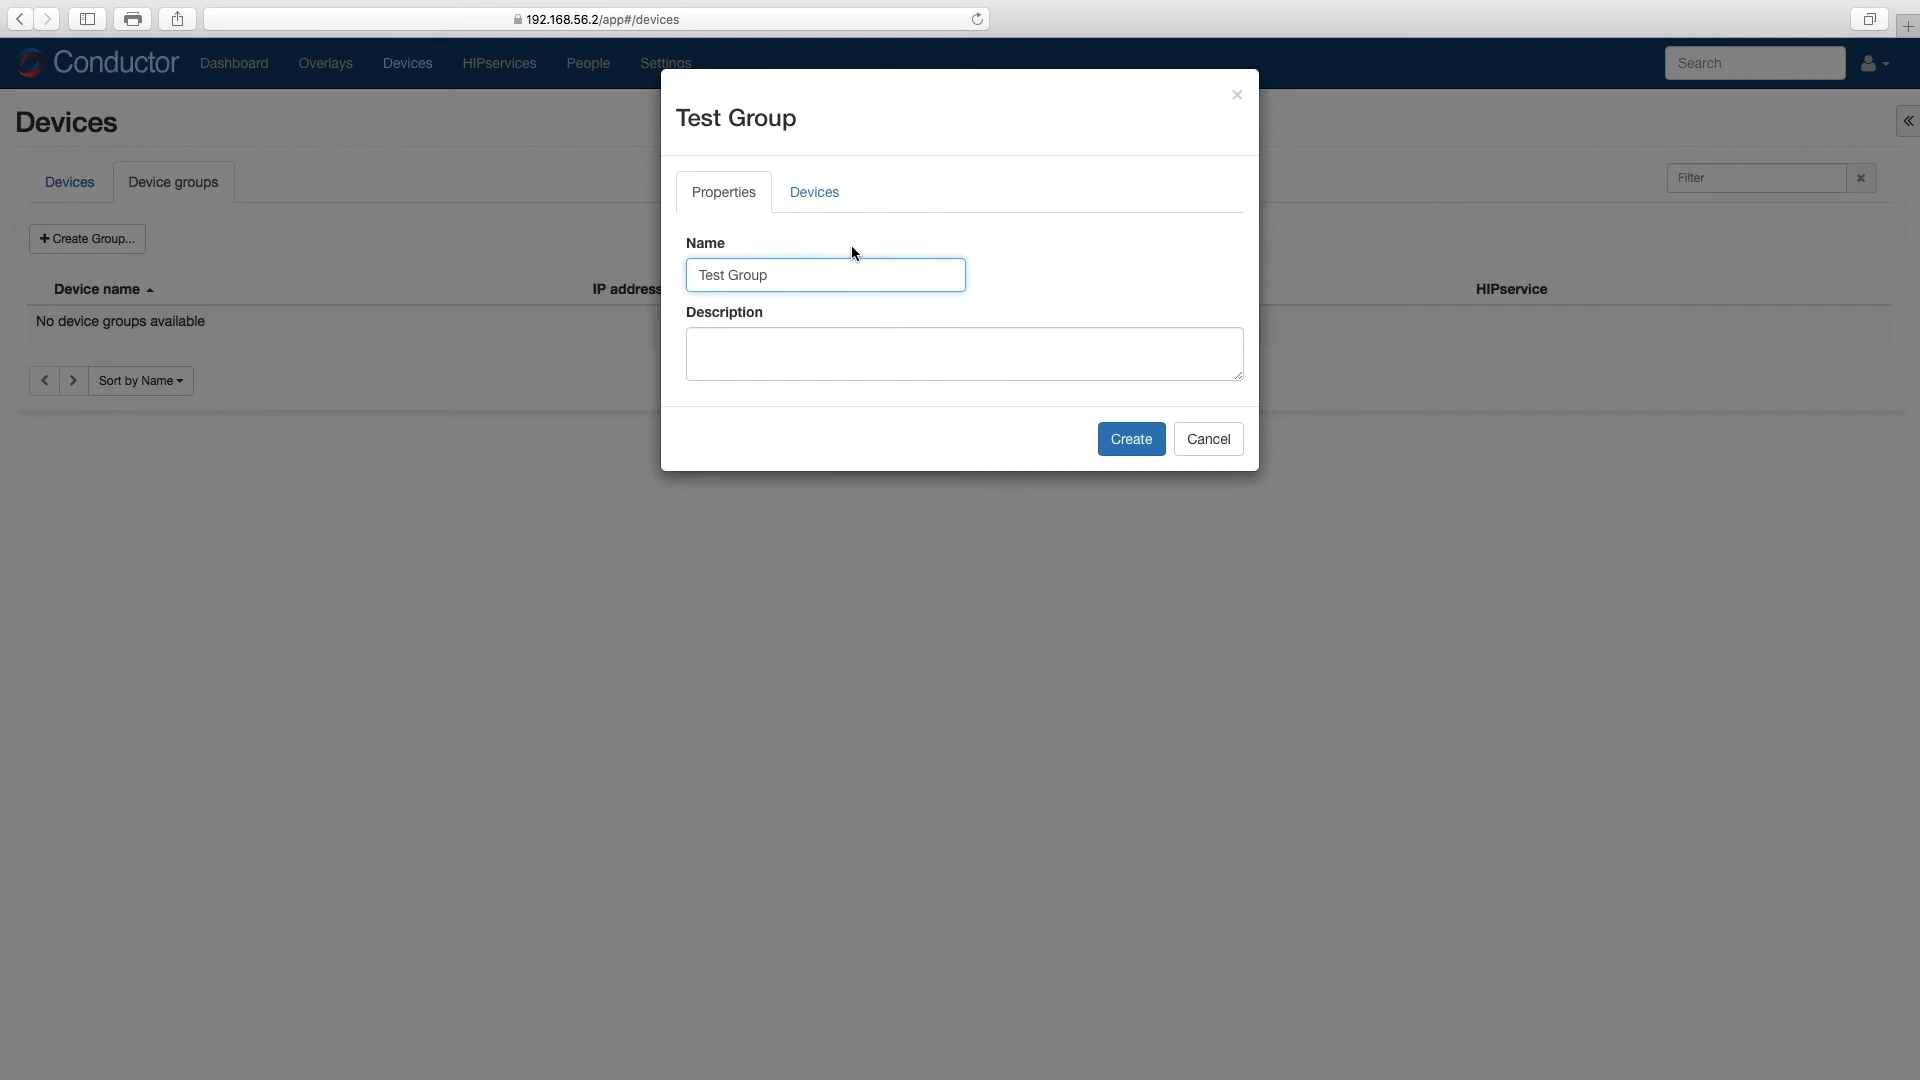 192.168.56.2/app#/devices
Conductor Dashboard Overlays Devices HIPservices People Settings Search
Devices
Devices Device groups Filter
Create Group...
Device name IP address HIPservice
No device groups available
Sort by Name
Test Group
Properties Devices
Name
Test Group
Description
Create Cancel